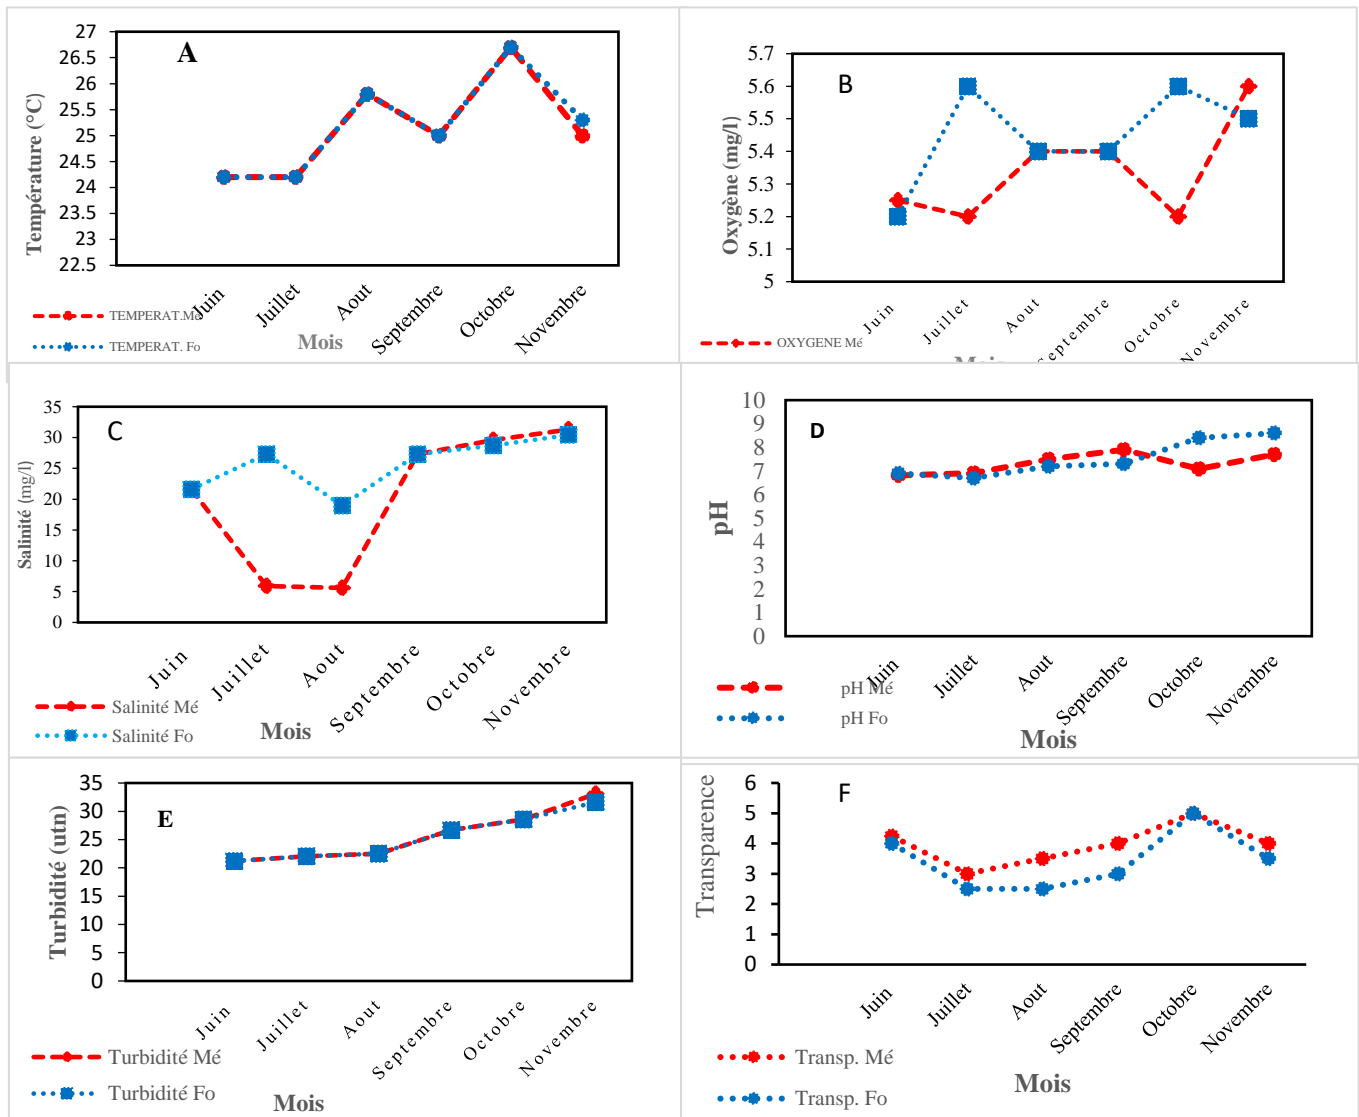 A
Température (°C)
27
26.5
26
25.5
25
24.5
24
23.5
23
22.5
Juin
Juillet
Aout
Septembre
Octobre
Novembre
TEMPERAT.Mé
TEMPERAT. Fo
Mois
B
Oxygène (mg/l)
5.7
5.6
5.5
5.4
5.3
5.2
5.1
5
Juin
Juillet
Aout
Septembre
Octobre
Novembre
OXYGENE Mé
Mois
C
Salinité (mg/l)
35
30
25
20
15
10
5
0
Juin
Juillet
Aout
Septembre
Octobre
Novembre
Salinité Mé
Salinité Fo
Mois
D
pH
10
9
8
7
6
5
4
3
2
1
0
Juin
Juillet
Aout
Septembre
Octobre
Novembre
pH Mé
pH Fo
Mois
E
Turbidité (utn)
35
30
25
20
15
10
5
0
Juin
Juillet
Aout
Septembre
Octobre
Novembre
Turbidité Mé
Turbidité Fo
Mois
F
Transparence
6
5
4
3
2
1
0
Juin
Juillet
Aout
Septembre
Octobre
Novembre
Transp. Mé
Transp. Fo
Mois